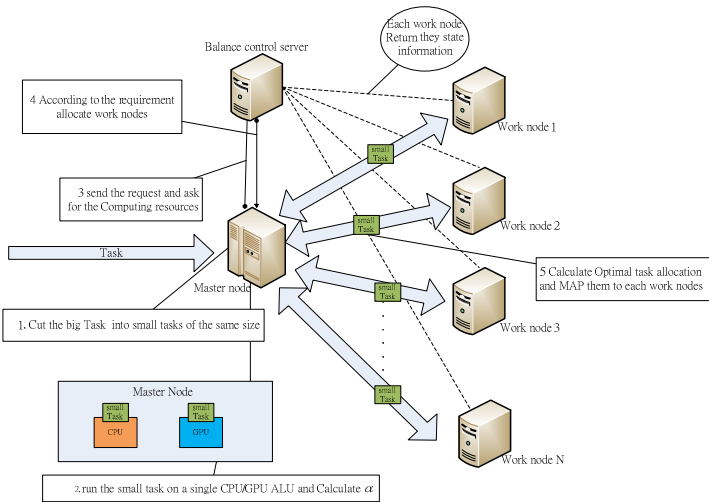 Each work node
Return they state
information
Balance control server
4 According to the requirement
allocate work nodes
Work node 1
small
Task
3 send the request and ask
for the Computing resources
small
Task
Work node 2
Task
Master node
5 Calculate Optimal task allocation
and MAP them to each work nodes
small
Task
1. Cut the big Task into small tasks of the same size
Work node 3
Master Node
small
Task
CPU
small
Task
GPU
small
Task
Work node N
2. run the small task on a single CPU/GPU ALU and Calculate α